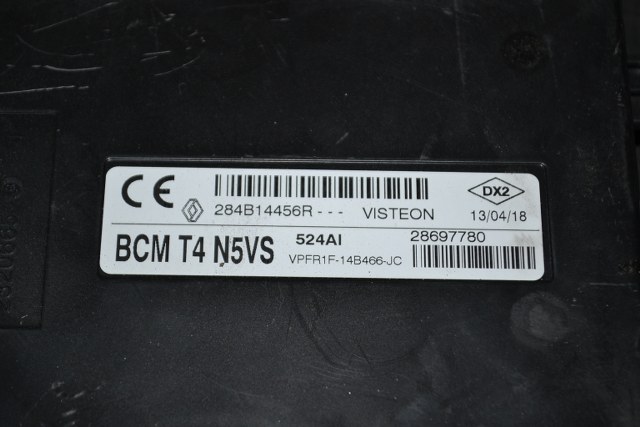 CE
284B14456R--- VISTEON
DX2
13/04/18
BCM T4 N5VS
524AI
VPFR1F-14B466-JC
28697780